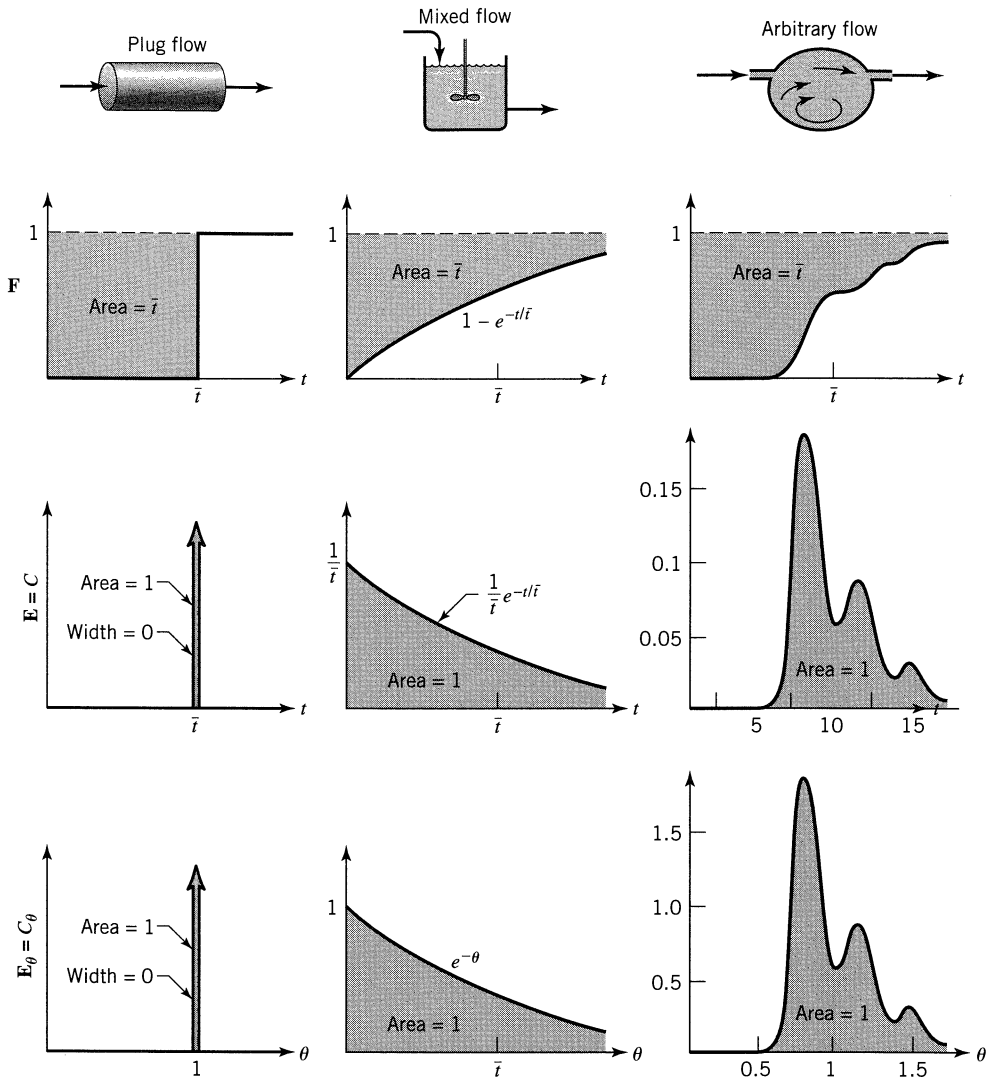 Plug flow
Mixed flow
Arbitrary flow
F
1
Area = t̄
t̄
t
1
Area = t̄
1 − e^{−t/t̄}
t̄
t
1
Area = t̄
t̄
t
E = C
Area = 1
Width = 0
t̄
t
1/t̄
1/t̄ e^{−t/t̄}
Area = 1
t̄
t
0.15
0.1
0.05
Area = 1
5 10 15 t
E_θ = C_θ
Area = 1
Width = 0
1
θ
1
e^{−θ}
Area = 1
t̄
θ
1.5
1.0
0.5
Area = 1
0.5 1 1.5 θ